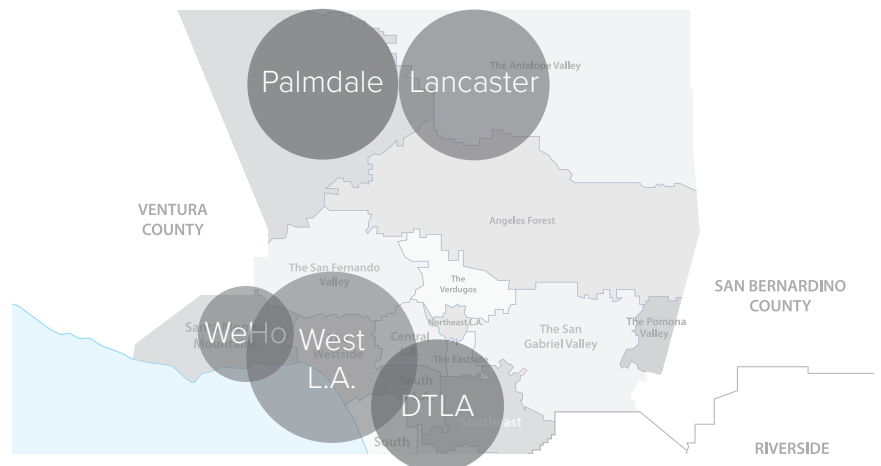 The Antelope Valley
Palmdale
Lancaster
VENTURA
COUNTY
Angeles Forest
The San Fernando
Valley
The
Verdugos
SAN BERNARDINO
COUNTY
WeHo
Mountains
West
L.A.
Westside
Central
L.A.
Northeast L.A.
The Eastside
The San
Gabriel Valley
The Pomona
Valley
South
DTLA
Southeast
South
RIVERSIDE